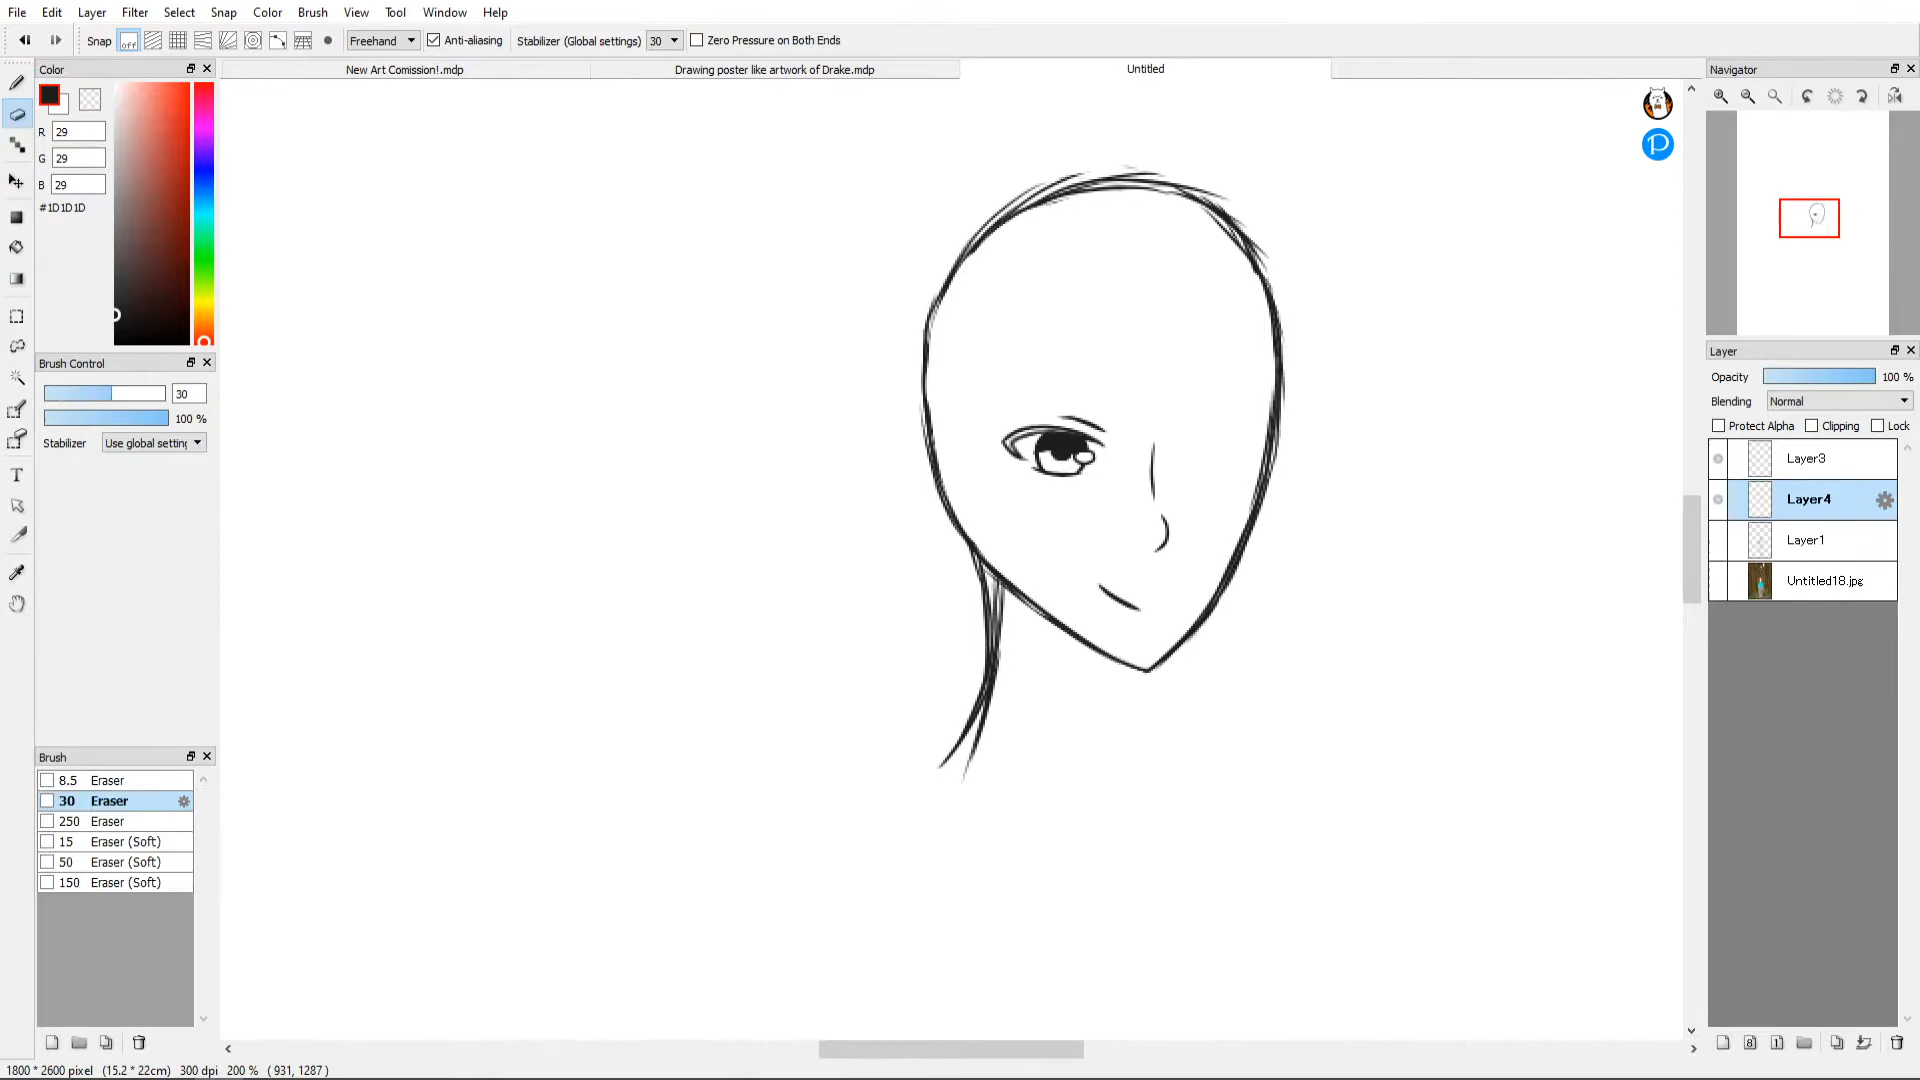 File Edit Layer Filter Select Snap Color Brush View Tool Window Help
Snap off Freehand Anti-aliasing Stabilizer (Global settings) 30 Zero Pressure on Both Ends
Color
New Art Comission!.mdp
Drawing poster like artwork of Drake.mdp
Untitled
Navigator
R 29
G 29
B 29
#1D1D1D
Brush Control
30
100 %
Stabilizer Use global setting
Brush
8.5 Eraser
30 Eraser
250 Eraser
15 Eraser (Soft)
50 Eraser (Soft)
150 Eraser (Soft)
Layer
Opacity 100 %
Blending Normal
Protect Alpha Clipping Lock
Layer3
Layer4
Layer1
Untitled18.jpg
1800 * 2600 pixel (15.2 * 22cm) 300 dpi 200 % ( 931, 1287 )